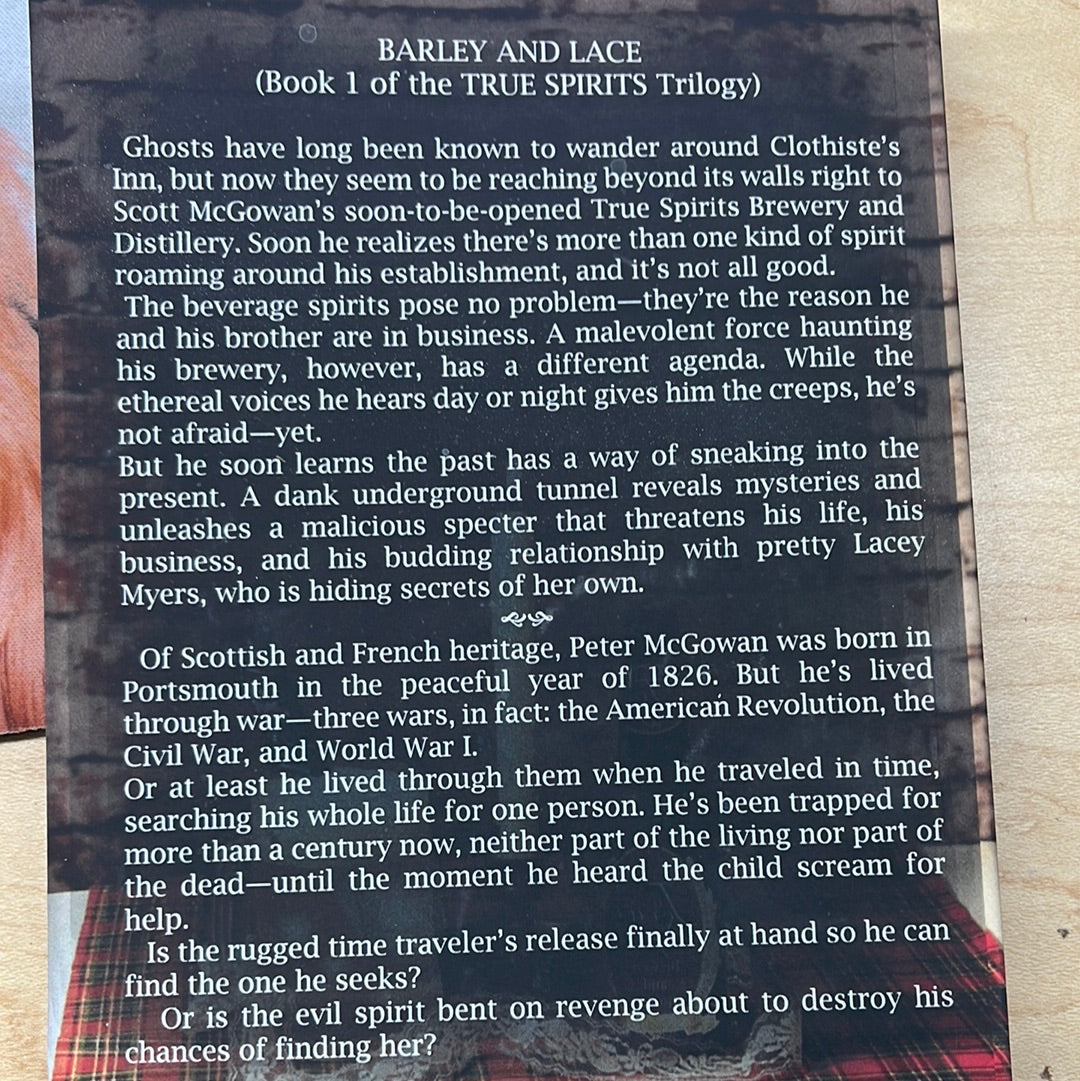 BARLEY AND LACE
(Book 1 of the TRUE SPIRITS Trilogy)
Ghosts have long been known to wander around Clothiste's
Inn, but now they seem to be reaching beyond its walls right to
Scott McGowan's soon-to-be-opened True Spirits Brewery and
Distillery. Soon he realizes there's more than one kind of spirit
roaming around his establishment, and it's not all good.
The beverage spirits pose no problem—they're the reason he
and his brother are in business. A malevolent force haunting
his brewery, however, has a different agenda. While the
ethereal voices he hears day or night gives him the creeps, he's
not afraid—yet.
But he soon learns the past has a way of sneaking into the
present. A dank underground tunnel reveals mysteries and
unleashes a malicious specter that threatens his life, his
business, and his budding relationship with pretty Lacey
Myers, who is hiding secrets of her own.
Of Scottish and French heritage, Peter McGowan was born in
Portsmouth in the peaceful year of 1826. But he's lived
through war—three wars, in fact: the American Revolution, the
Civil War, and World War I.
Or at least he lived through them when he traveled in time,
searching his whole life for one person. He's been trapped for
more than a century now, neither part of the living nor part of
the dead—until the moment he heard the child scream for
help.
Is the rugged time traveler's release finally at hand so he can
find the one he seeks?
Or is the evil spirit bent on revenge about to destroy his
chances of finding her?